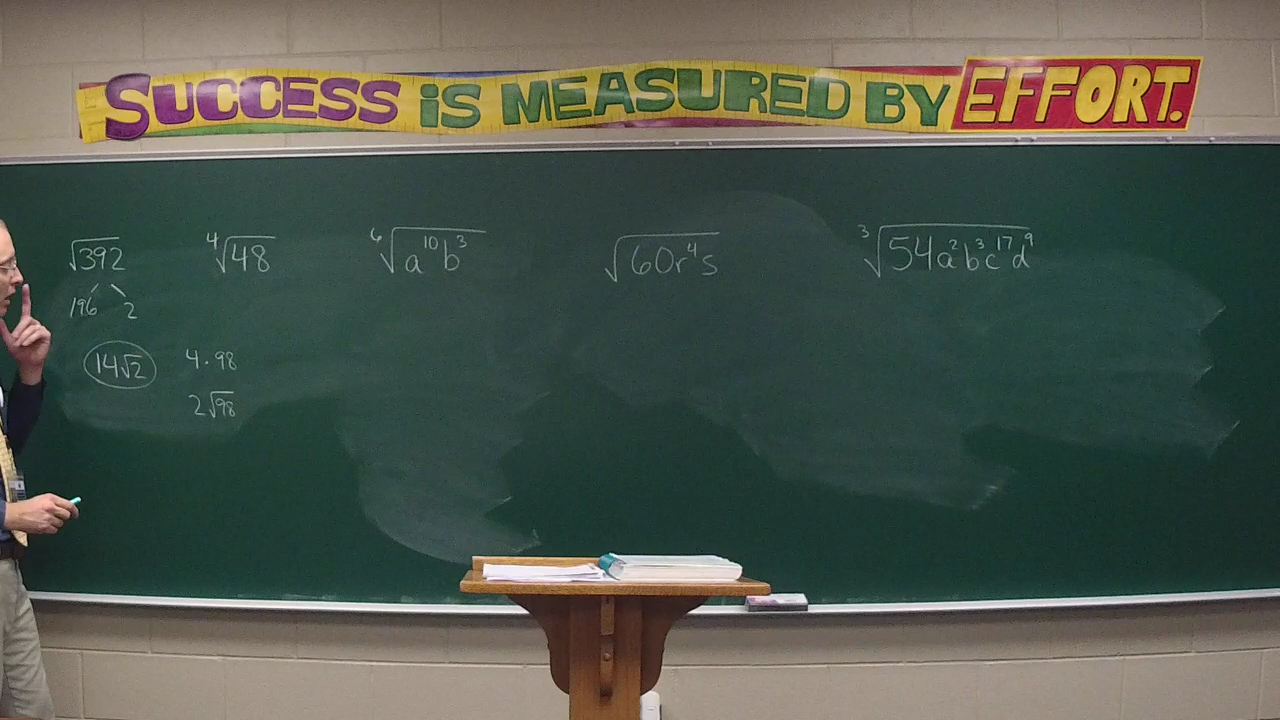 SUCCESS IS MEASURED BY EFFORT.
√392
⁴√48
⁶√a¹⁰b³
√60r⁴s
³√54a²b³c¹⁷d⁹
196 2
14√2
4·98
2√98